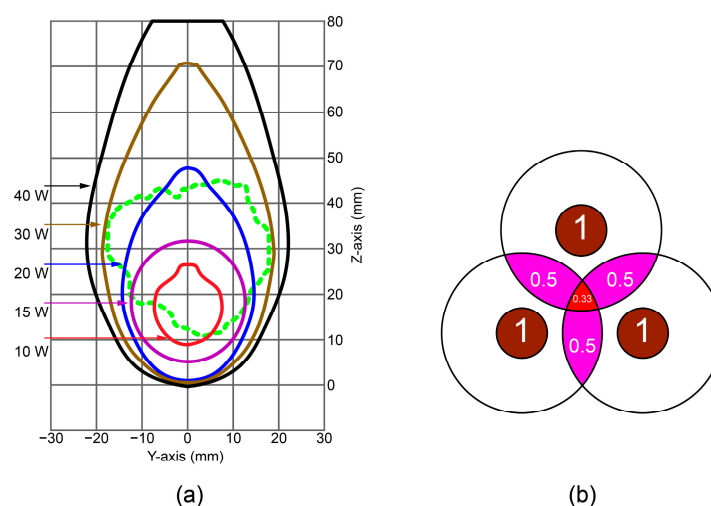 80
70
60
50
40
30
20
10
0
Z-axis (mm)
40 W
30 W
20 W
15 W
10 W
−30 −20 −10 0 10 20 30
Y-axis (mm)
(a)
1
0.5 0.5
0.33
1 1
0.5
(b)